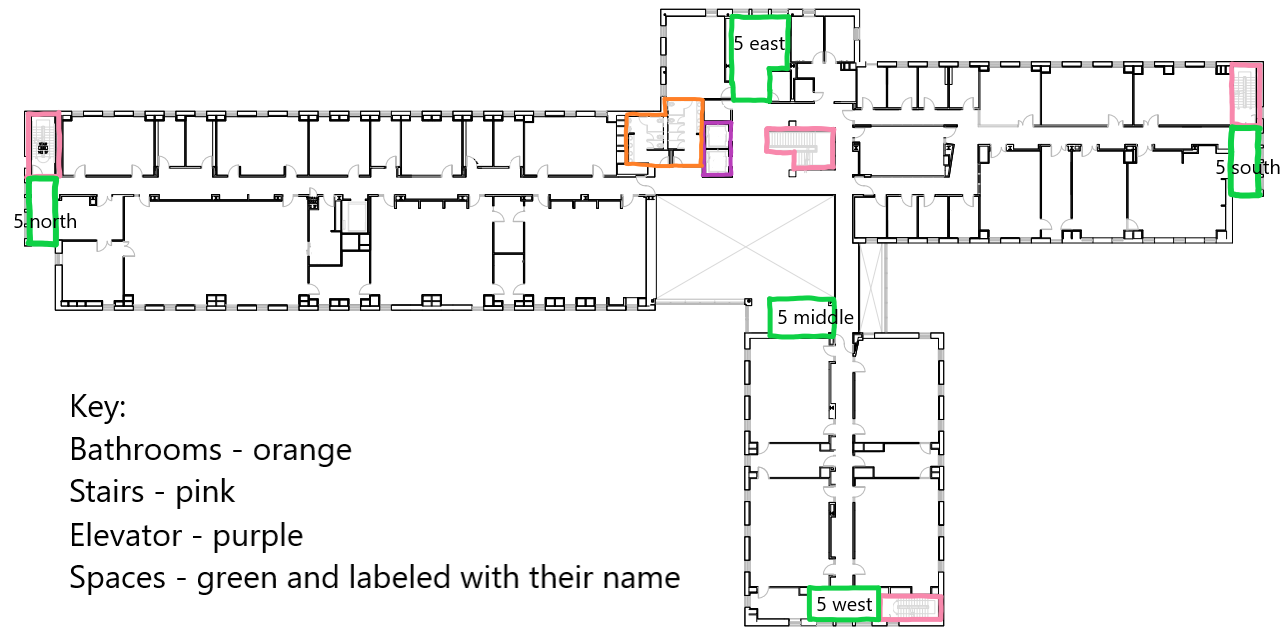 5 east
5 south
5 north
5 middle
Key:
Bathrooms - orange
Stairs - pink
Elevator - purple
Spaces - green and labeled with their name
5 west